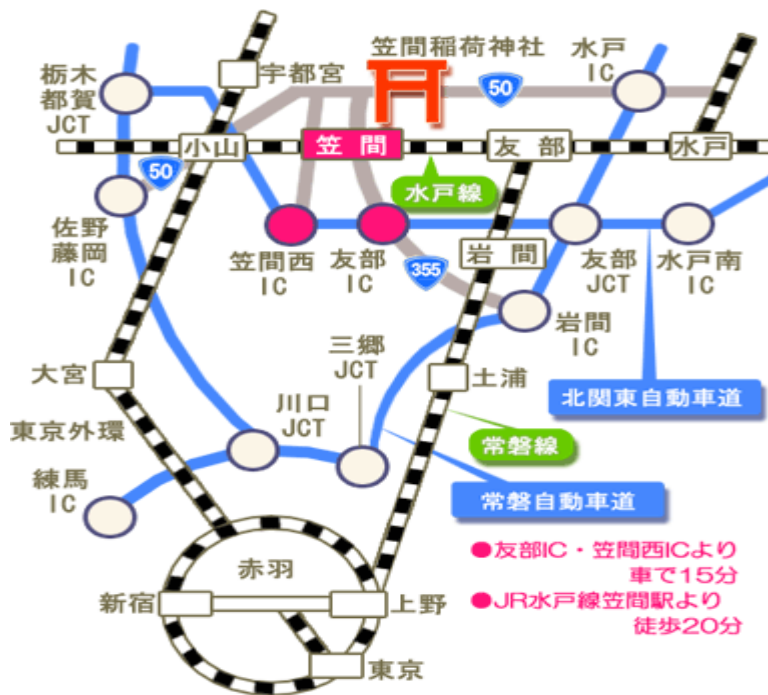 笠間稲荷神社
水戸
IC
栃木
都賀
JCT
宇都宮
50
小山
笠間
友部
水戸
50
水戸線
佐野
藤岡
IC
笠間西
IC
友部
IC
355
岩間
友部
JCT
水戸南
IC
岩間
IC
三郷
JCT
大宮
土浦
北関東自動車道
川口
JCT
東京外環
常磐線
練馬
IC
常磐自動車道
●友部IC・笠間西ICより
車で15分
赤羽
●JR水戸線笠間駅より
徒歩20分
新宿
上野
東京